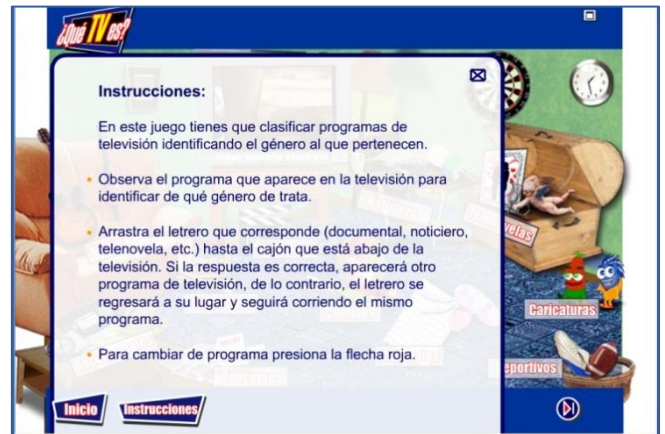 ¿Qué TV es?
Instrucciones:
En este juego tienes que clasificar programas de
televisión identificando el género al que pertenecen.
Observa el programa que aparece en la televisión para
identificar de qué género de trata.
Arrastra el letrero que corresponde (documental, noticiero,
telenovela, etc.) hasta el cajón que está abajo de la
televisión. Si la respuesta es correcta, aparecerá otro
programa de televisión, de lo contrario, el letrero se
regresará a su lugar y seguirá corriendo el mismo
programa.
Para cambiar de programa presiona la flecha roja.
Caricaturas
Inicio
Instrucciones